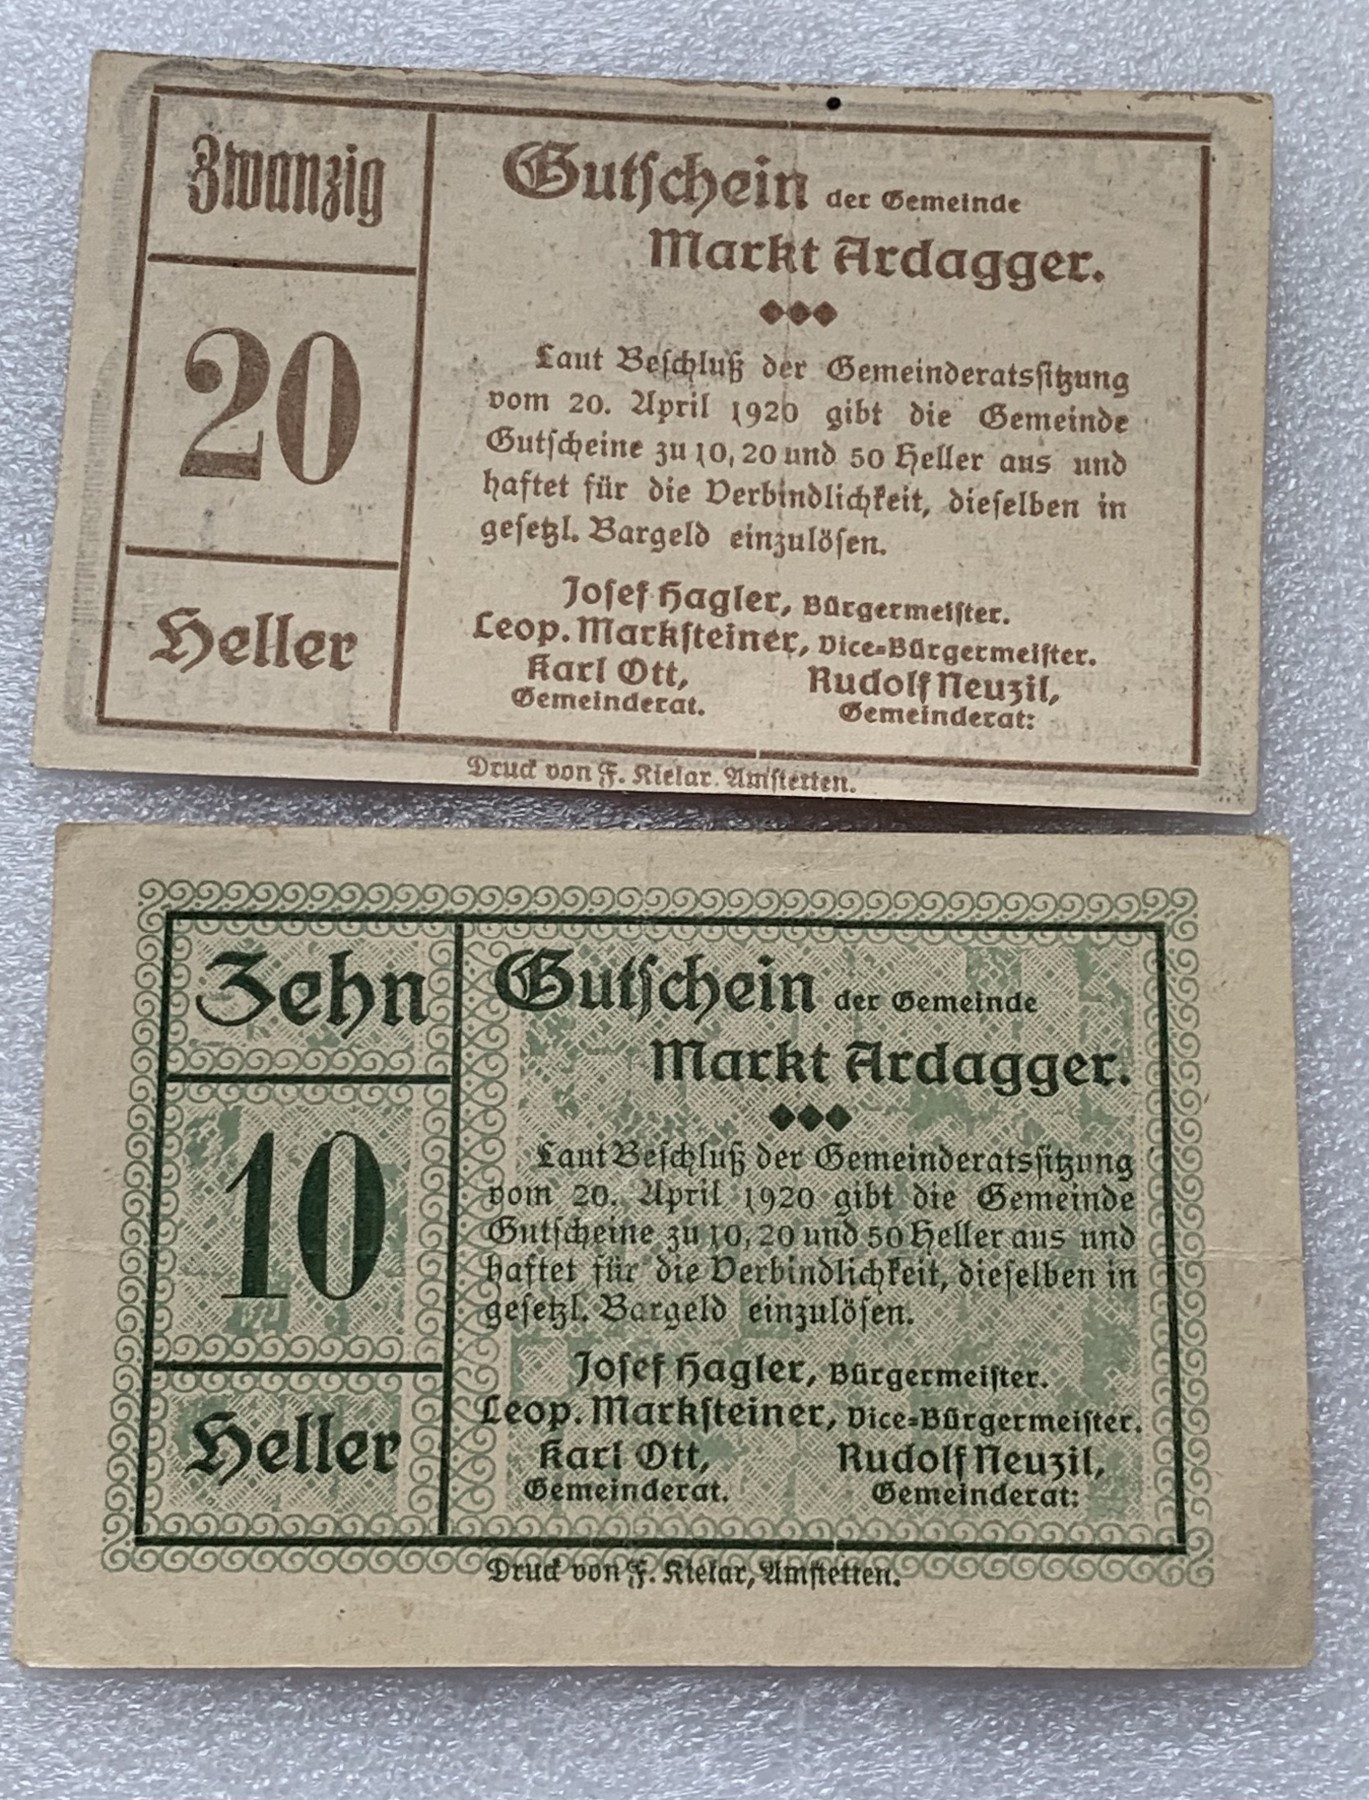 Zwanzig
20
Heller
Gutschein der Gemeinde
Markt Ardagger.
Laut Beschluß der Gemeinderatssitzung
vom 20. April 1920 gibt die Gemeinde
Gutscheine zu 10, 20 und 50 Heller aus und
haftet für die Verbindlichkeit, dieselben in
gesetzl. Bargeld einzulösen.
Josef Hagler, Bürgermeister.
Leop. Marksteiner, Vice-Bürgermeister.
Karl Ott, Rudolf Neuzil,
Gemeinderat. Gemeinderat:
Druck von F. Kielar. Amstetten.
Zehn
10
Heller
Gutschein der Gemeinde
Markt Ardagger.
Laut Beschluß der Gemeinderatssitzung
vom 20. April 1920 gibt die Gemeinde
Gutscheine zu 10, 20 und 50 Heller aus und
haftet für die Verbindlichkeit, dieselben in
gesetzl. Bargeld einzulösen.
Josef Hagler, Bürgermeister.
Leop. Marksteiner, Vice-Bürgermeister.
Karl Ott, Rudolf Neuzil,
Gemeinderat. Gemeinderat:
Druck von F. Kielar, Amstetten.